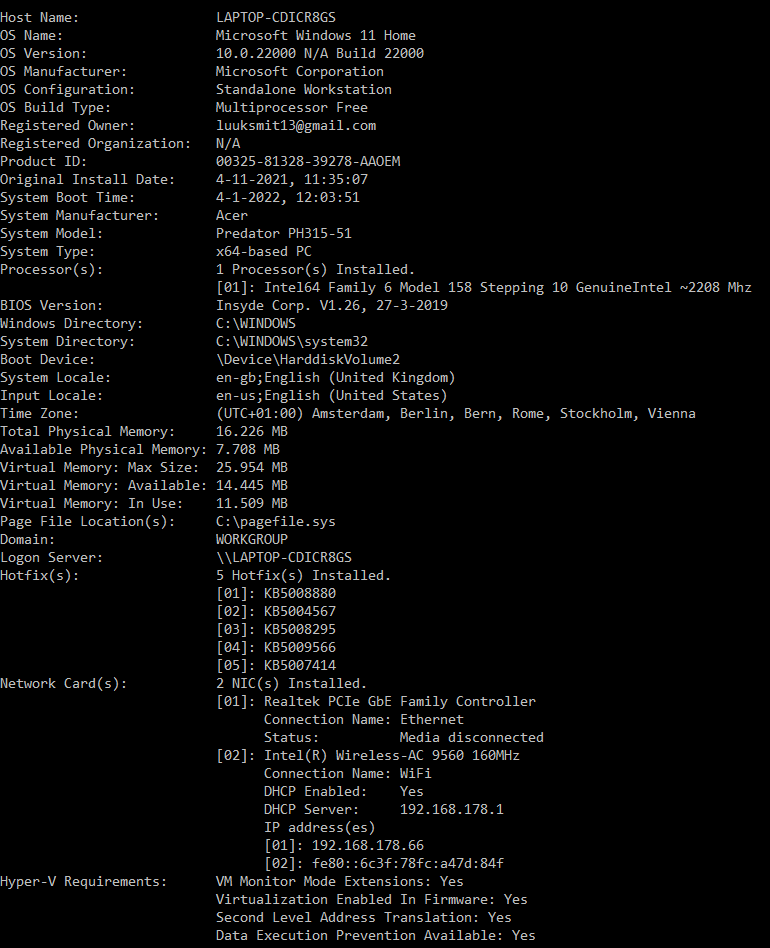 Host Name: LAPTOP-CDICR8GS
OS Name: Microsoft Windows 11 Home
OS Version: 10.0.22000 N/A Build 22000
OS Manufacturer: Microsoft Corporation
OS Configuration: Standalone Workstation
OS Build Type: Multiprocessor Free
Registered Owner: luuksmit13@gmail.com
Registered Organization: N/A
Product ID: 00325-81328-39278-AAOEM
Original Install Date: 4-11-2021, 11:35:07
System Boot Time: 4-1-2022, 12:03:51
System Manufacturer: Acer
System Model: Predator PH315-51
System Type: x64-based PC
Processor(s): 1 Processor(s) Installed.
[01]: Intel64 Family 6 Model 158 Stepping 10 GenuineIntel ~2208 Mhz
BIOS Version: Insyde Corp. V1.26, 27-3-2019
Windows Directory: C:\WINDOWS
System Directory: C:\WINDOWS\system32
Boot Device: \Device\HarddiskVolume2
System Locale: en-gb;English (United Kingdom)
Input Locale: en-us;English (United States)
Time Zone: (UTC+01:00) Amsterdam, Berlin, Bern, Rome, Stockholm, Vienna
Total Physical Memory: 16.226 MB
Available Physical Memory: 7.708 MB
Virtual Memory: Max Size: 25.954 MB
Virtual Memory: Available: 14.445 MB
Virtual Memory: In Use: 11.509 MB
Page File Location(s): C:\pagefile.sys
Domain: WORKGROUP
Logon Server: \\LAPTOP-CDICR8GS
Hotfix(s): 5 Hotfix(s) Installed.
[01]: KB5008880
[02]: KB5004567
[03]: KB5008295
[04]: KB5009566
[05]: KB5007414
Network Card(s): 2 NIC(s) Installed.
[01]: Realtek PCIe GbE Family Controller
Connection Name: Ethernet
Status: Media disconnected
[02]: Intel(R) Wireless-AC 9560 160MHz
Connection Name: WiFi
DHCP Enabled: Yes
DHCP Server: 192.168.178.1
IP address(es)
[01]: 192.168.178.66
[02]: fe80::6c3f:78fc:a47d:84f
Hyper-V Requirements: VM Monitor Mode Extensions: Yes
Virtualization Enabled In Firmware: Yes
Second Level Address Translation: Yes
Data Execution Prevention Available: Yes